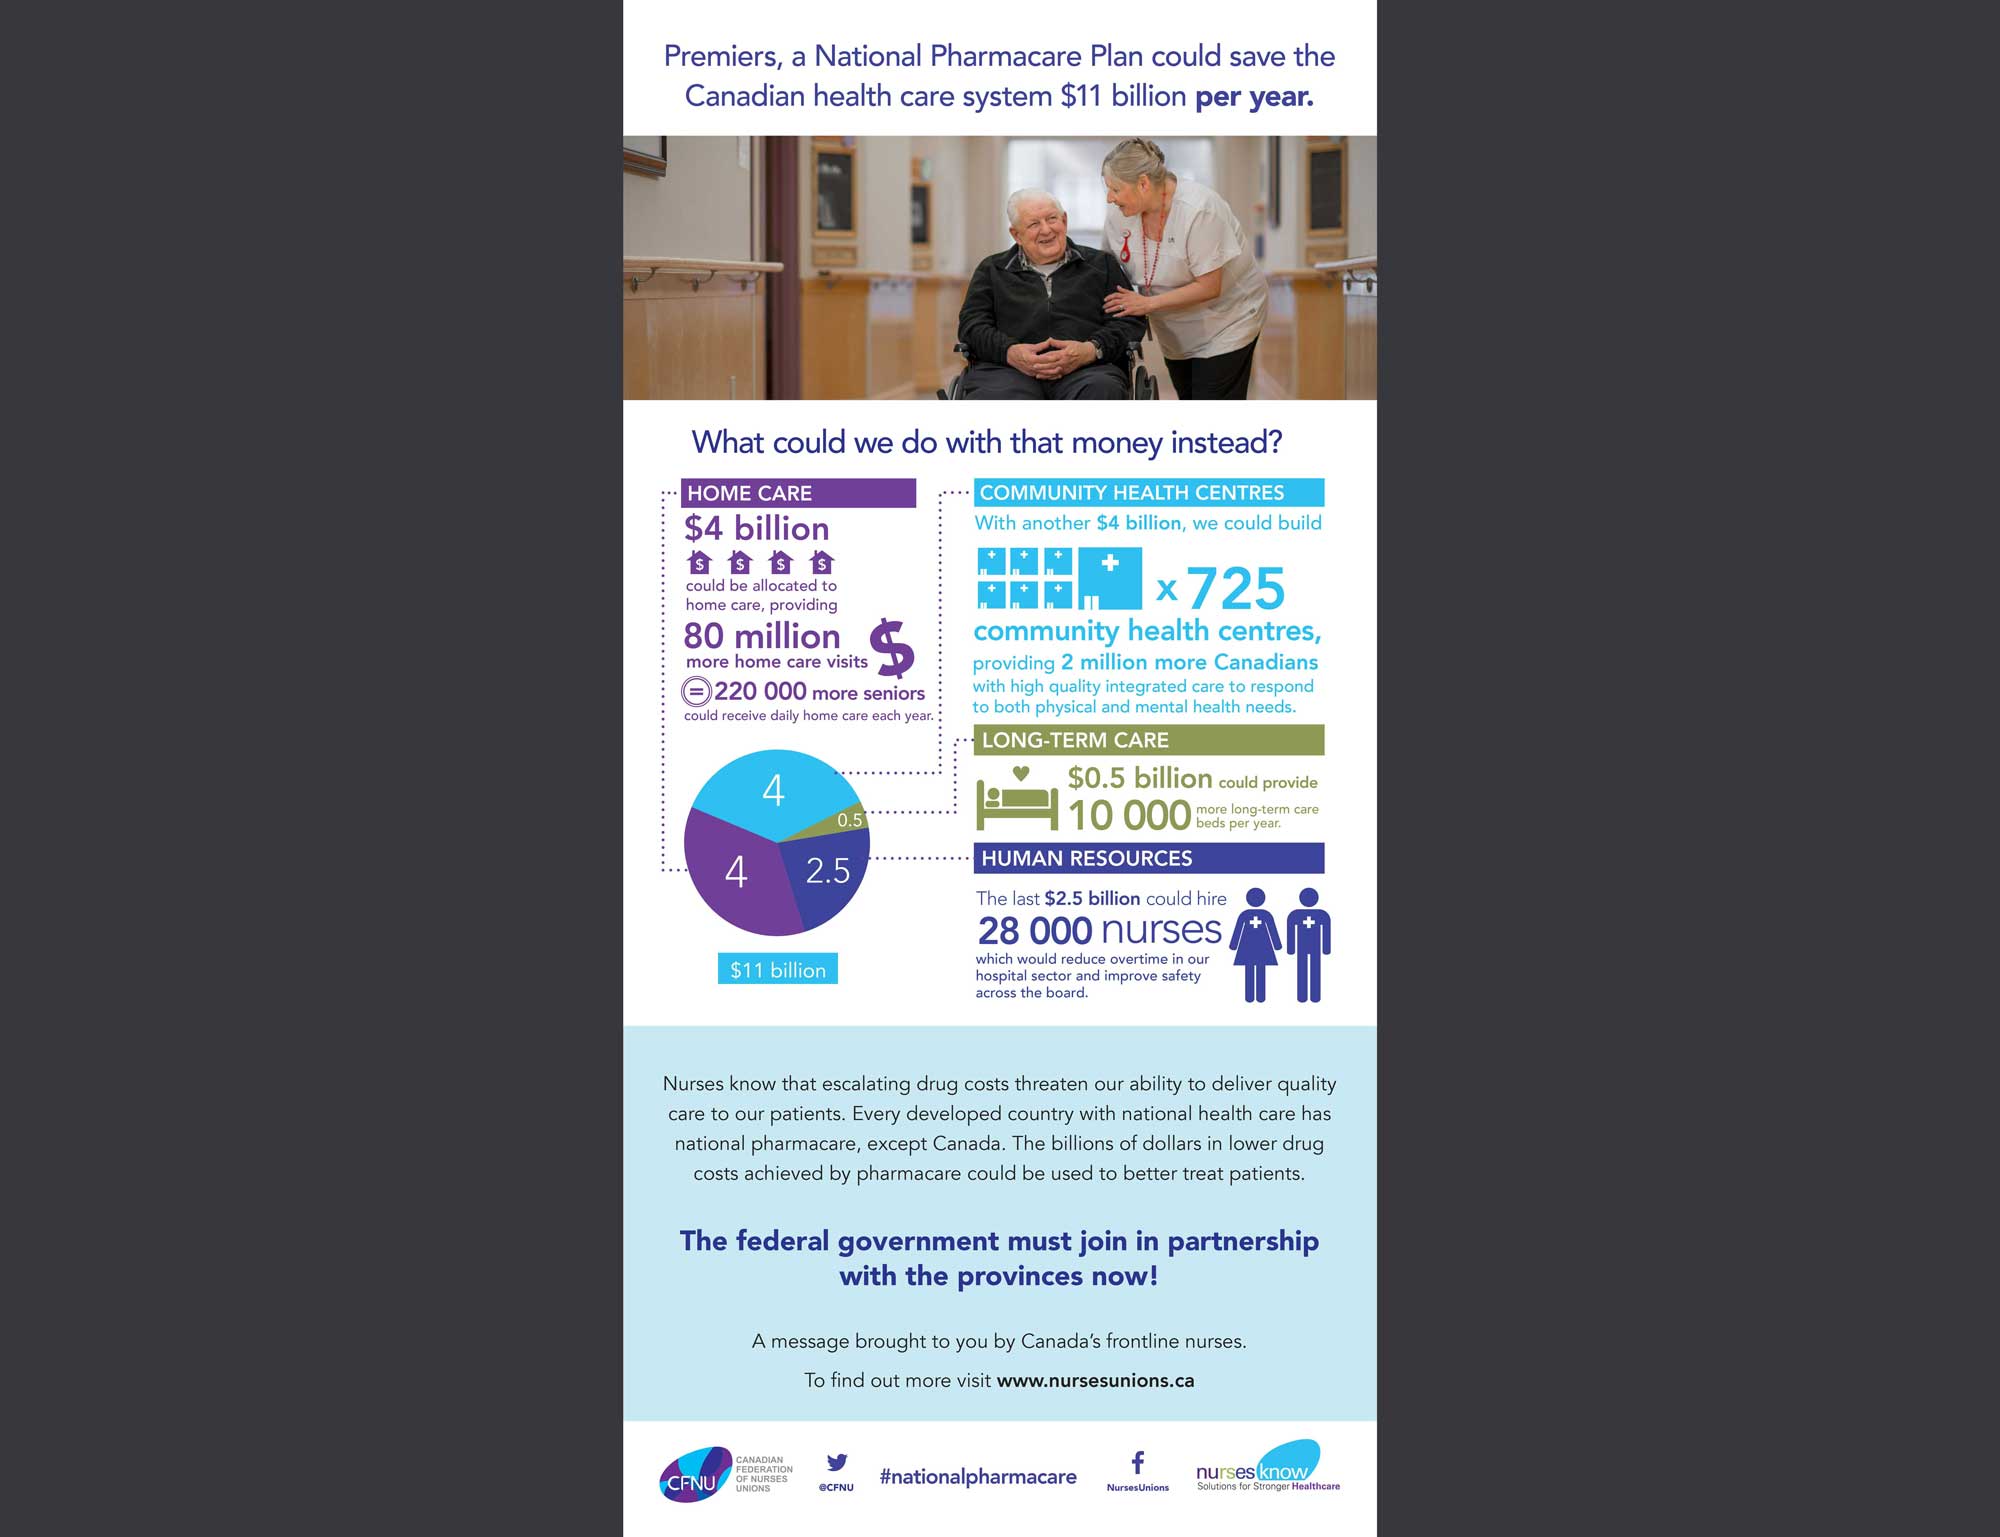 Premiers, a National Pharmacare Plan could save the
Canadian health care system $11 billion per year.
What could we do with that money instead?
HOME CARE
$4 billion
$ $ $ $
could be allocated to
home care, providing
80 million
more home care visits
$
= 220 000 more seniors
could receive daily home care each year.
COMMUNITY HEALTH CENTRES
With another $4 billion, we could build
x 725
community health centres,
providing 2 million more Canadians
with high quality integrated care to respond
to both physical and mental health needs.
LONG-TERM CARE
$0.5 billion could provide
10 000 more long-term care
beds per year.
HUMAN RESOURCES
The last $2.5 billion could hire
28 000 nurses
which would reduce overtime in our
hospital sector and improve safety
across the board.
4
0.5
4
2.5
$11 billion
Nurses know that escalating drug costs threaten our ability to deliver quality
care to our patients. Every developed country with national health care has
national pharmacare, except Canada. The billions of dollars in lower drug
costs achieved by pharmacare could be used to better treat patients.
The federal government must join in partnership
with the provinces now!
A message brought to you by Canada's frontline nurses.
To find out more visit www.nursesunions.ca
CFNU
CANADIAN
FEDERATION
OF NURSES
UNIONS
@CFNU
#nationalpharmacare
f
NursesUnions
nursesknow
Solutions for Stronger Healthcare